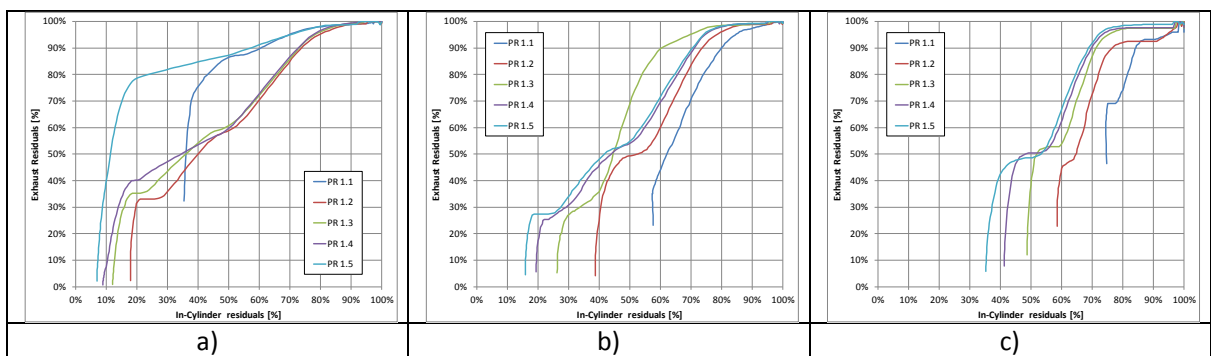 Exhaust Residuals [%]
100%
90%
80%
70%
60%
50%
40%
30%
20%
10%
0%
PR 1.1
PR 1.2
PR 1.3
PR 1.4
PR 1.5
0% 10% 20% 30% 40% 50% 60% 70% 80% 90% 100%
In-Cylinder residuals [%]
a)
Exhaust Residuals [%]
100%
90%
80%
70%
60%
50%
40%
30%
20%
10%
0%
PR 1.1
PR 1.2
PR 1.3
PR 1.4
PR 1.5
0% 10% 20% 30% 40% 50% 60% 70% 80% 90% 100%
In-Cylinder residuals [%]
b)
Exhaust Residuals [%]
100%
90%
80%
70%
60%
50%
40%
30%
20%
10%
0%
PR 1.1
PR 1.2
PR 1.3
PR 1.4
PR 1.5
0% 10% 20% 30% 40% 50% 60% 70% 80% 90% 100%
In-Cylinder residuals [%]
c)